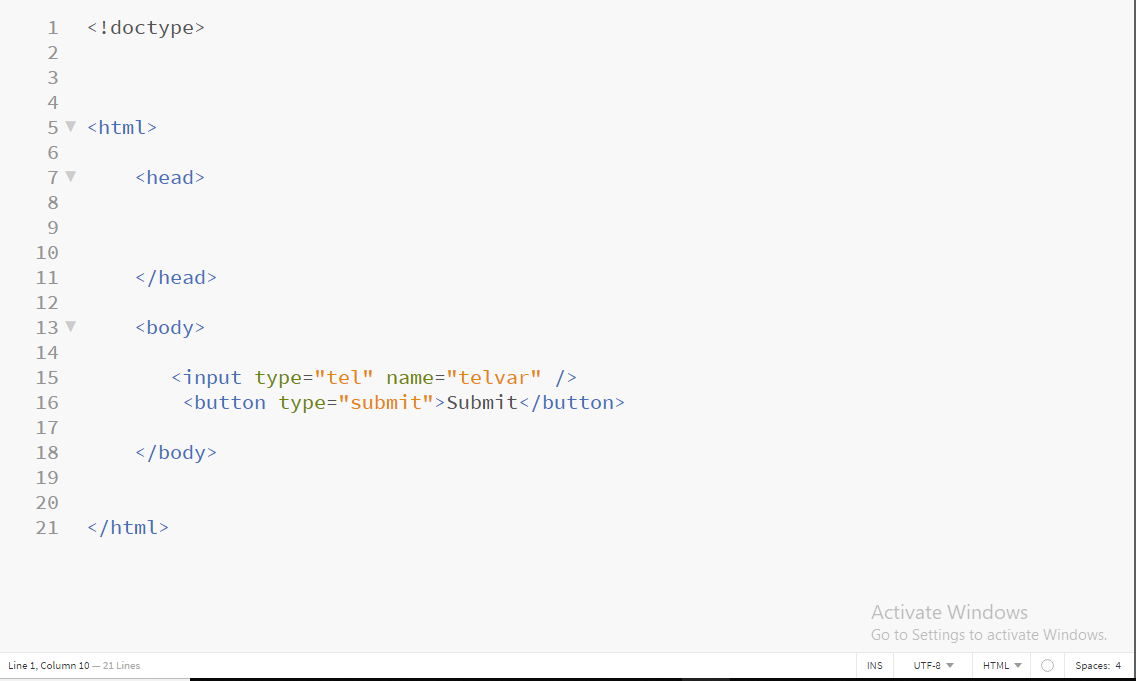 1 <!doctype>
2
3
4
5 <html>
6
7 <head>
8
9
10
11 </head>
12
13 <body>
14
15 <input type="tel" name="telvar" />
16 <button type="submit">Submit</button>
17
18 </body>
19
20
21 </html>
Activate Windows
Go to Settings to activate Windows.
Line 1, Column 10 — 21 Lines INS UTF-8 HTML Spaces: 4